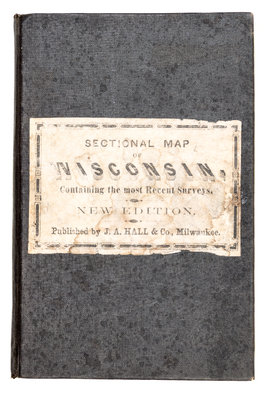 SECTIONAL MAP
OF
WISCONSIN,
Containing the most Recent Surveys.
NEW EDITION.
Published by J. A. HALL & Co., Milwaukee.